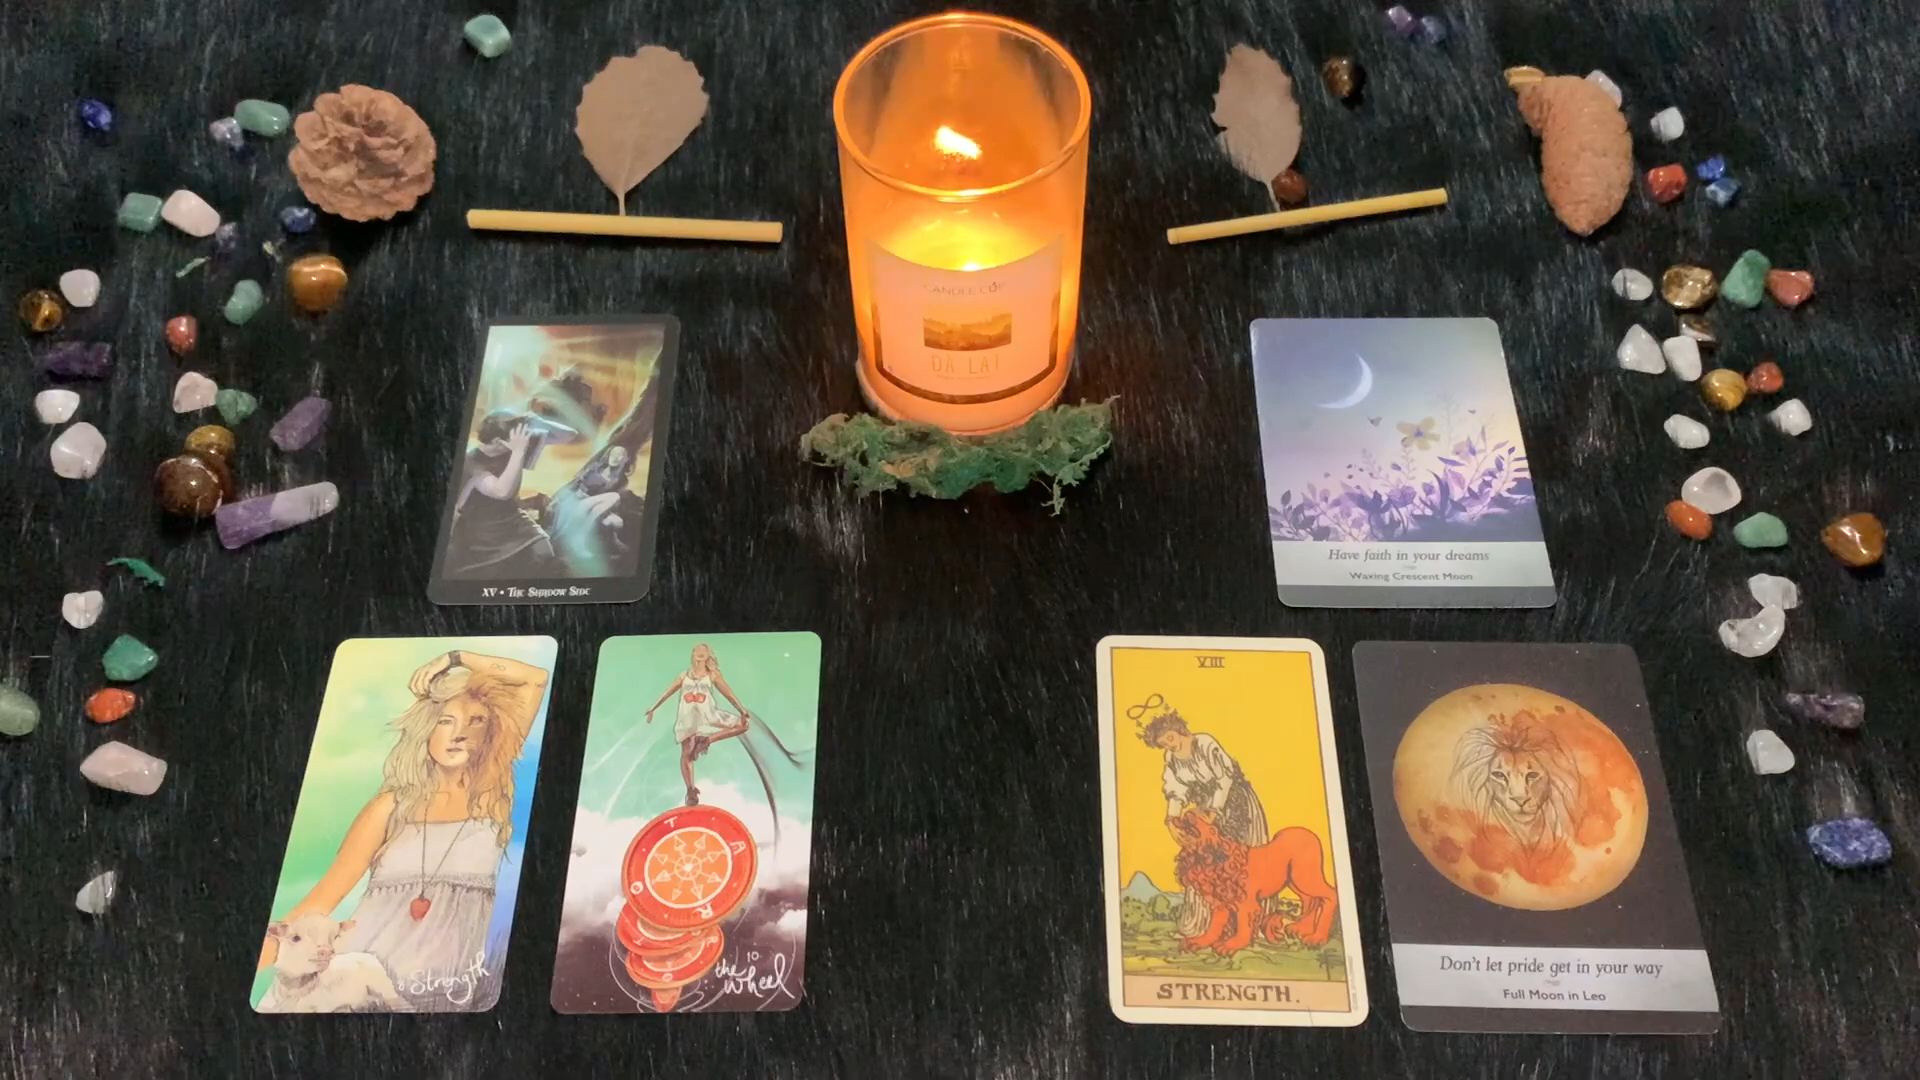 CANDLE CUP
ĐÀ LẠT
XV • The Shadow Side
Have faith in your dreams
Waxing Crescent Moon
8 Strength
T
A
R
O
10
the wheel
VIII
STRENGTH.
Don't let pride get in your way
Full Moon in Leo